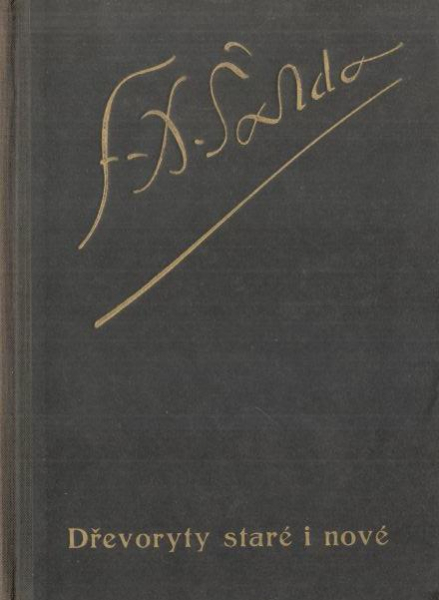 F. X. Šalda
Dřevoryty staré i nové